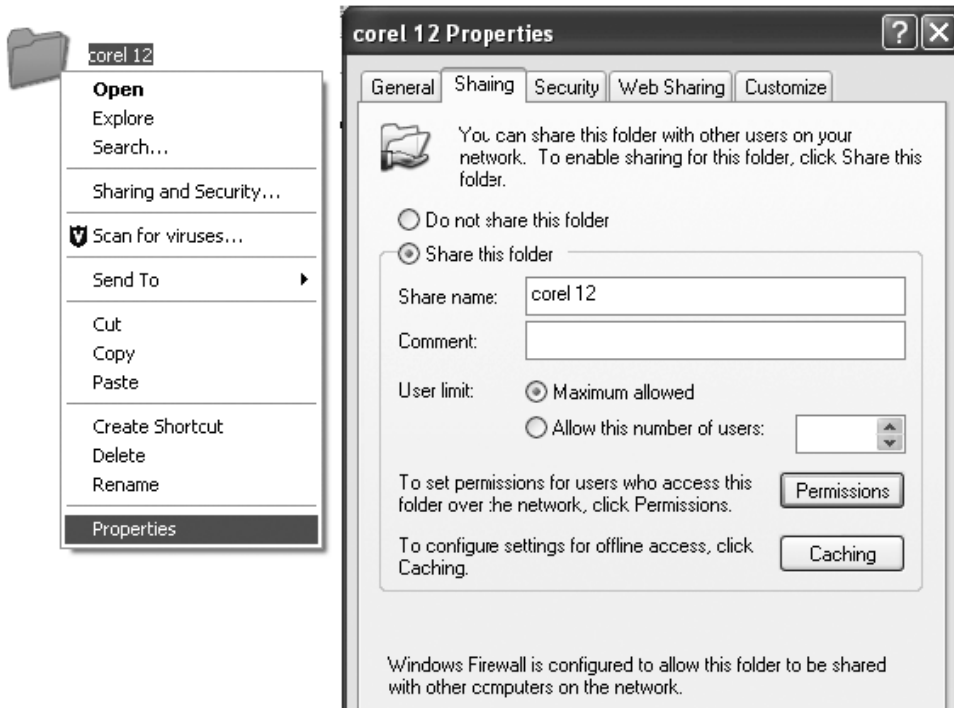 corel 12
Open
Explore
Search...
Sharing and Security...
Scan for viruses...
Send To
Cut
Copy
Paste
Create Shortcut
Delete
Rename
Properties
corel 12 Properties
General Sharing Security Web Sharing Customize
You can share this folder with other users on your
network. To enable sharing for this folder, click Share this
folder.
Do not share this folder
Share this folder
Share name: corel 12
Comment:
User limit: Maximum allowed
Allow this number of users:
To set permissions for users who access this
folder over the network, click Permissions.
Permissions
To configure settings for offline access, click
Caching.
Caching
Windows Firewall is configured to allow this folder to be shared
with other computers on the network.